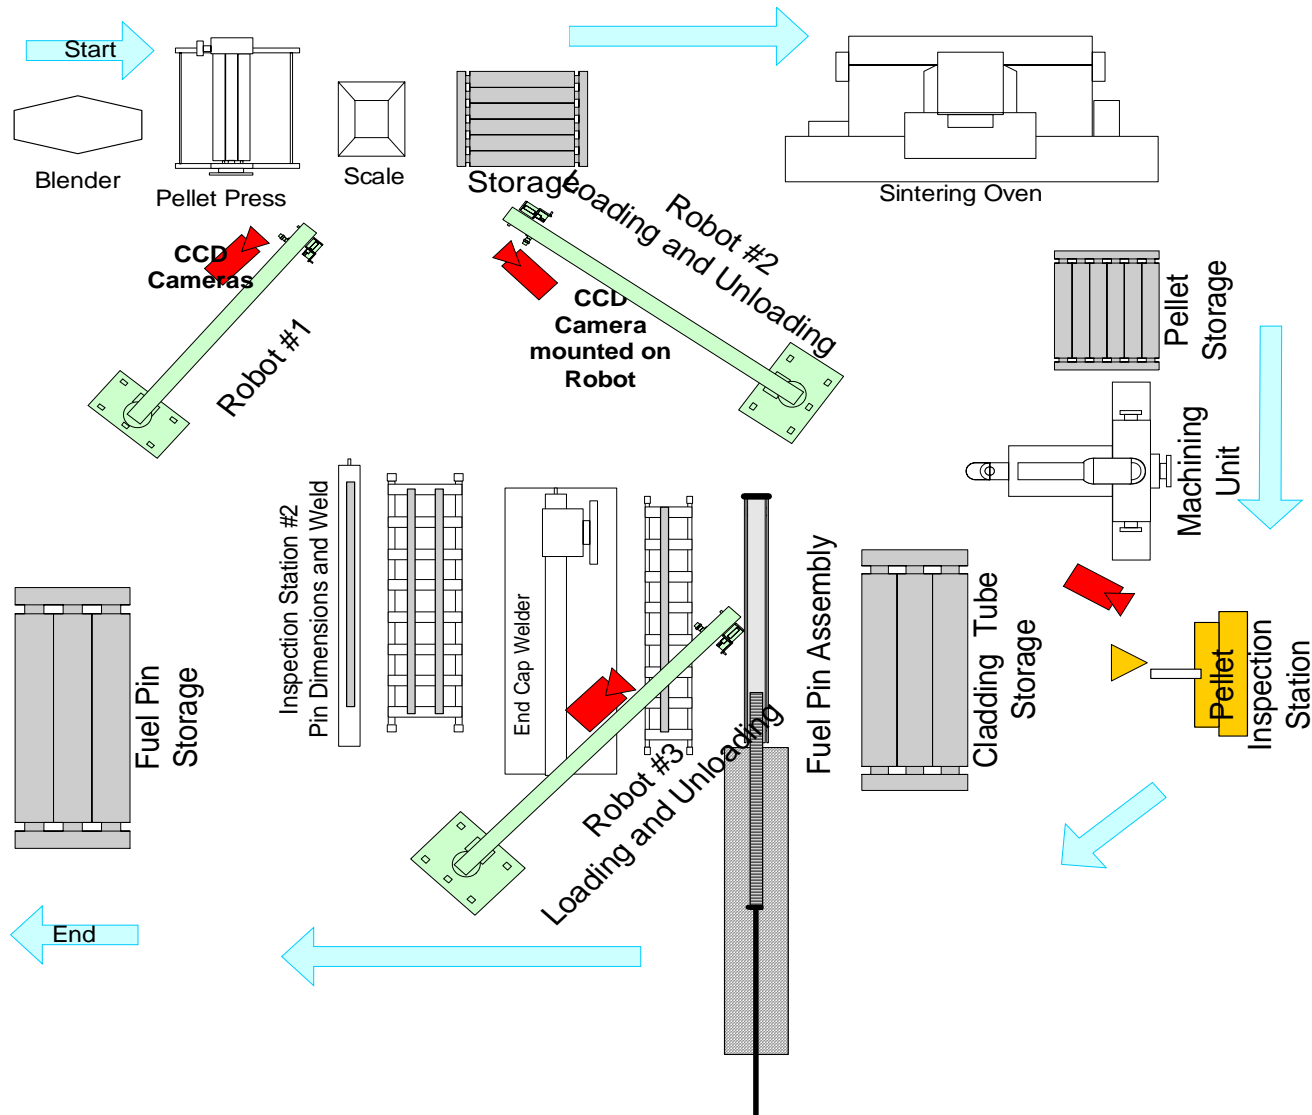 Start
Blender
Pellet Press
Scale
Storage
Sintering Oven
CCD
Cameras
Robot #1
Robot #2
Loading and Unloading
CCD
Camera
mounted on
Robot
Pellet
Storage
Machining
Unit
Pellet
Inspection
Station
Cladding Tube
Storage
Fuel Pin Assembly
End Cap Welder
Robot #3
Loading and Unloading
Inspection Station #2
Pin Dimensions and Weld
Fuel Pin
Storage
End